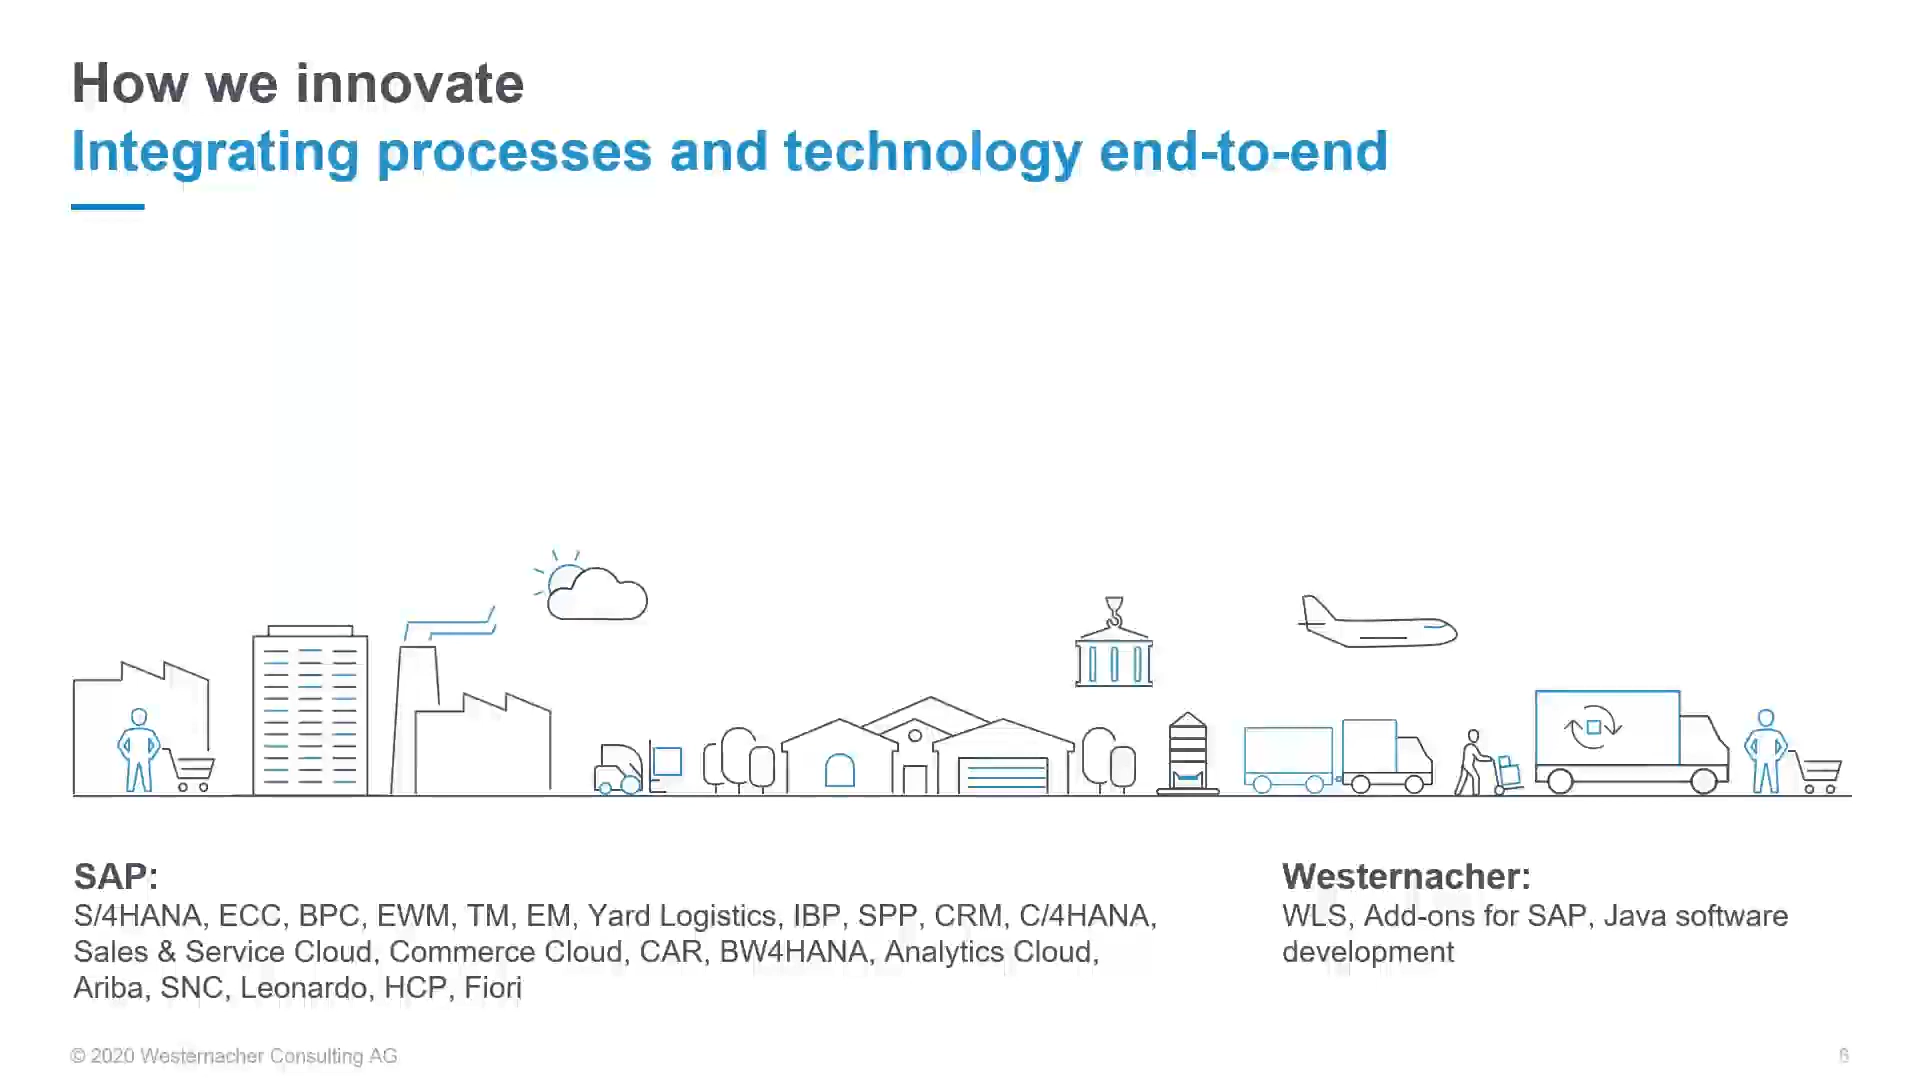 How we innovate
Integrating processes and technology end-to-end
SAP:
S/4HANA, ECC, BPC, EWM, TM, EM, Yard Logistics, IBP, SPP, CRM, C/4HANA,
Sales & Service Cloud, Commerce Cloud, CAR, BW4HANA, Analytics Cloud,
Ariba, SNC, Leonardo, HCP, Fiori
Westernacher:
WLS, Add-ons for SAP, Java software
development
© 2020 Westernacher Consulting AG
6